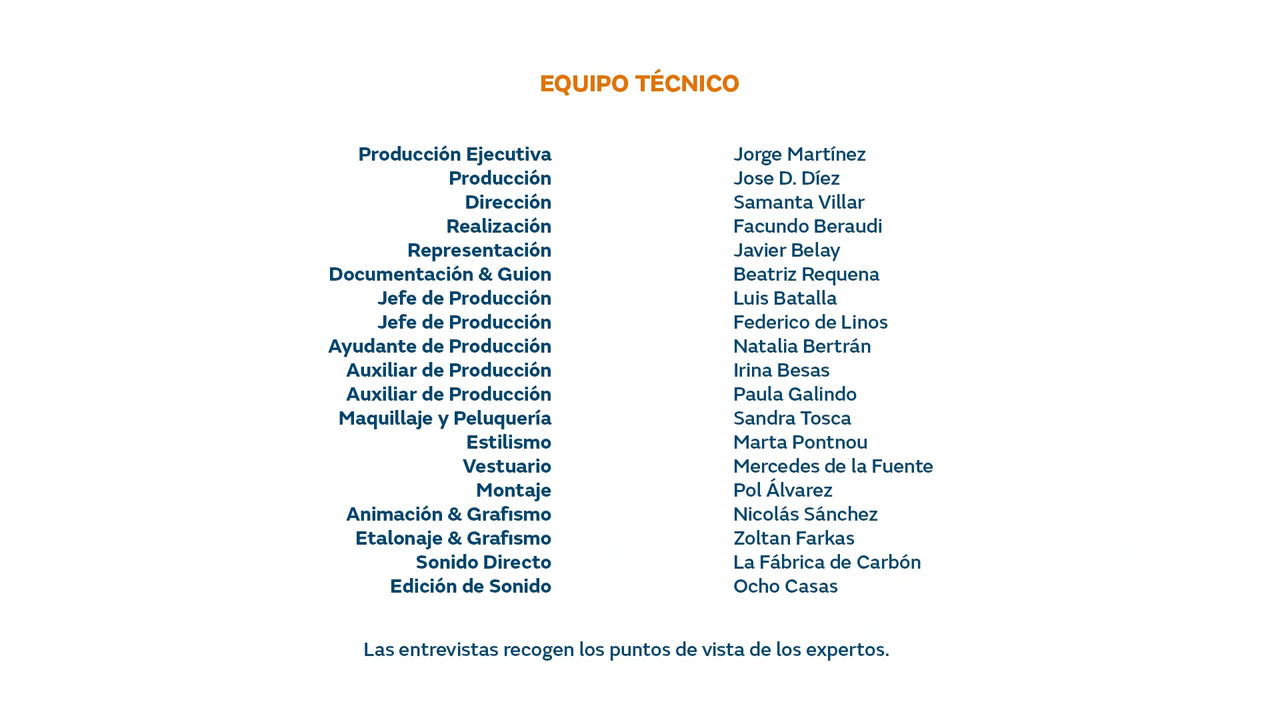 EQUIPO TÉCNICO
Producción Ejecutiva Jorge Martínez
Producción Jose D. Díez
Dirección Samanta Villar
Realización Facundo Beraudi
Representación Javier Belay
Documentación & Guion Beatriz Requena
Jefe de Producción Luis Batalla
Jefe de Producción Federico de Linos
Ayudante de Producción Natalia Bertrán
Auxiliar de Producción Irina Besas
Auxiliar de Producción Paula Galindo
Maquillaje y Peluquería Sandra Tosca
Estilismo Marta Pontnou
Vestuario Mercedes de la Fuente
Montaje Pol Álvarez
Animación & Grafismo Nicolás Sánchez
Etalonaje & Grafismo Zoltan Farkas
Sonido Directo La Fábrica de Carbón
Edición de Sonido Ocho Casas
Las entrevistas recogen los puntos de vista de los expertos.